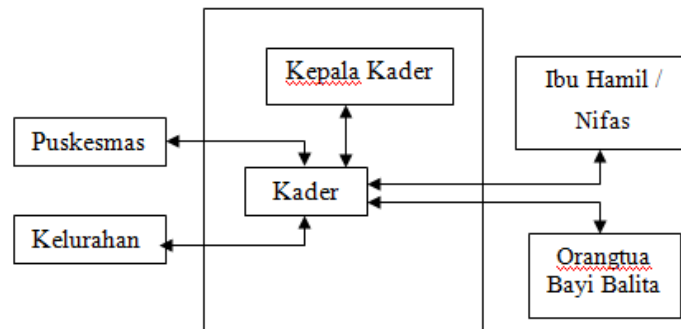 Kepala Kader
Ibu Hamil /
Nifas
Puskesmas
Kader
Kelurahan
Orangtua
Bayi Balita